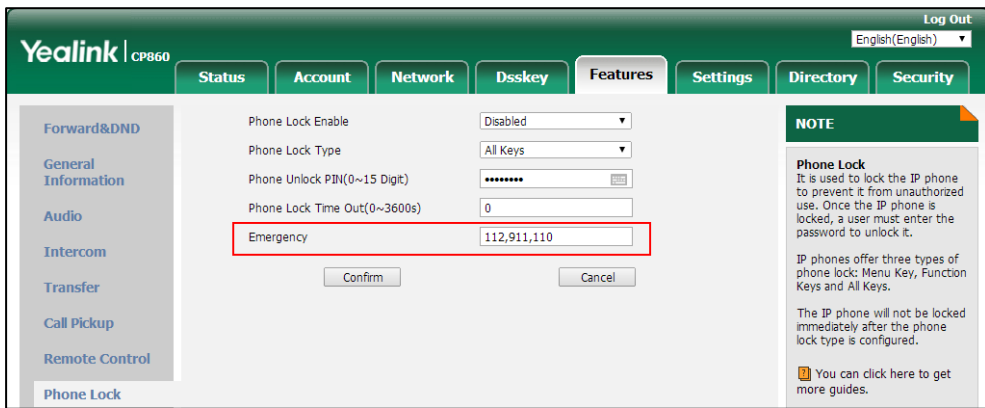 Log Out
Yealink | CP860
English(English)
Status Account Network Dsskey Features Settings Directory Security
Forward&DND
General
Information
Audio
Intercom
Transfer
Call Pickup
Remote Control
Phone Lock
Phone Lock Enable Disabled
Phone Lock Type All Keys
Phone Unlock PIN(0~15 Digit) ••••••••
Phone Lock Time Out(0~3600s) 0
Emergency 112,911,110
Confirm Cancel
NOTE
Phone Lock
It is used to lock the IP phone
to prevent it from unauthorized
use. Once the IP phone is
locked, a user must enter the
password to unlock it.
IP phones offer three types of
phone lock: Menu Key, Function
Keys and All Keys.
The IP phone will not be locked
immediately after the phone
lock type is configured.
You can click here to get
more guides.